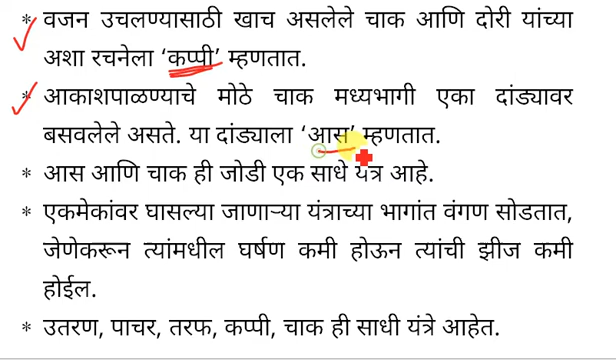 * वजन उचलण्यासाठी खाच असलेले चाक आणि दोरी यांच्या
अशा रचनेला ‘कप्पी’ म्हणतात.
* आकाशपाळण्याचे मोठे चाक मध्यभागी एका दांड्यावर
बसवलेले असते. या दांड्याला ‘आस’ म्हणतात.
* आस आणि चाक ही जोडी एक साधे यंत्र आहे.
* एकमेकांवर घासल्या जाणाऱ्या यंत्राच्या भागांत वंगण सोडतात,
जेणेकरून त्यांमधील घर्षण कमी होऊन त्यांची झीज कमी
होईल.
* उतरण, पाचर, तरफ, कप्पी, चाक ही साधी यंत्रे आहेत.